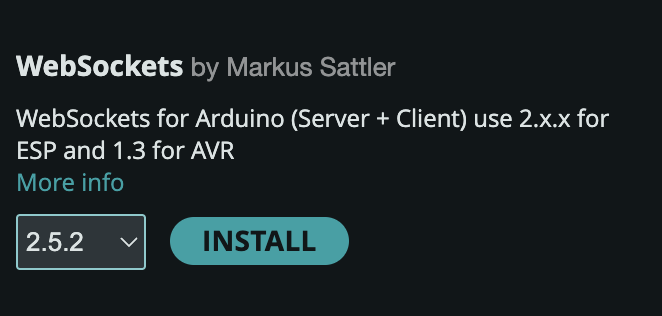 WebSockets by Markus Sattler
WebSockets for Arduino (Server + Client) use 2.x.x for
ESP and 1.3 for AVR
More info
2.5.2 INSTALL